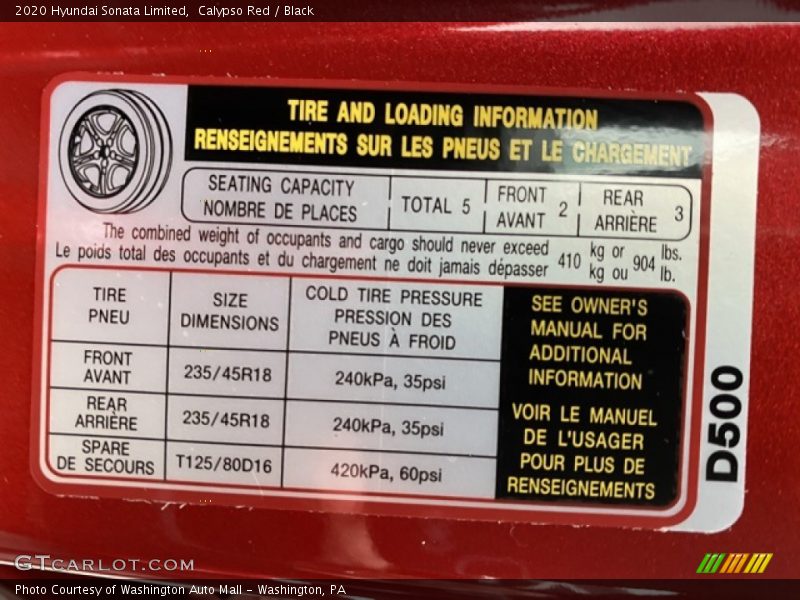 2020 Hyundai Sonata Limited,  Calypso Red / Black
TIRE AND LOADING INFORMATION
RENSEIGNEMENTS SUR LES PNEUS ET LE CHARGEMENT
SEATING CAPACITY
NOMBRE DE PLACES
TOTAL 5
FRONT
AVANT
2
REAR
ARRIÈRE
3
The combined weight of occupants and cargo should never exceed
Le poids total des occupants et du chargement ne doit jamais dépasser
410
kg or
kg ou
904
lbs.
lb.
TIRE
PNEU
SIZE
DIMENSIONS
COLD TIRE PRESSURE
PRESSION DES
PNEUS À FROID
FRONT
AVANT
235/45R18
240kPa, 35psi
REAR
ARRIÈRE
235/45R18
240kPa, 35psi
SPARE
DE SECOURS
T125/80D16
420kPa, 60psi
SEE OWNER'S
MANUAL FOR
ADDITIONAL
INFORMATION
VOIR LE MANUEL
DE L'USAGER
POUR PLUS DE
RENSEIGNEMENTS
D500
GTCARLOT.COM
Photo Courtesy of Washington Auto Mall - Washington, PA